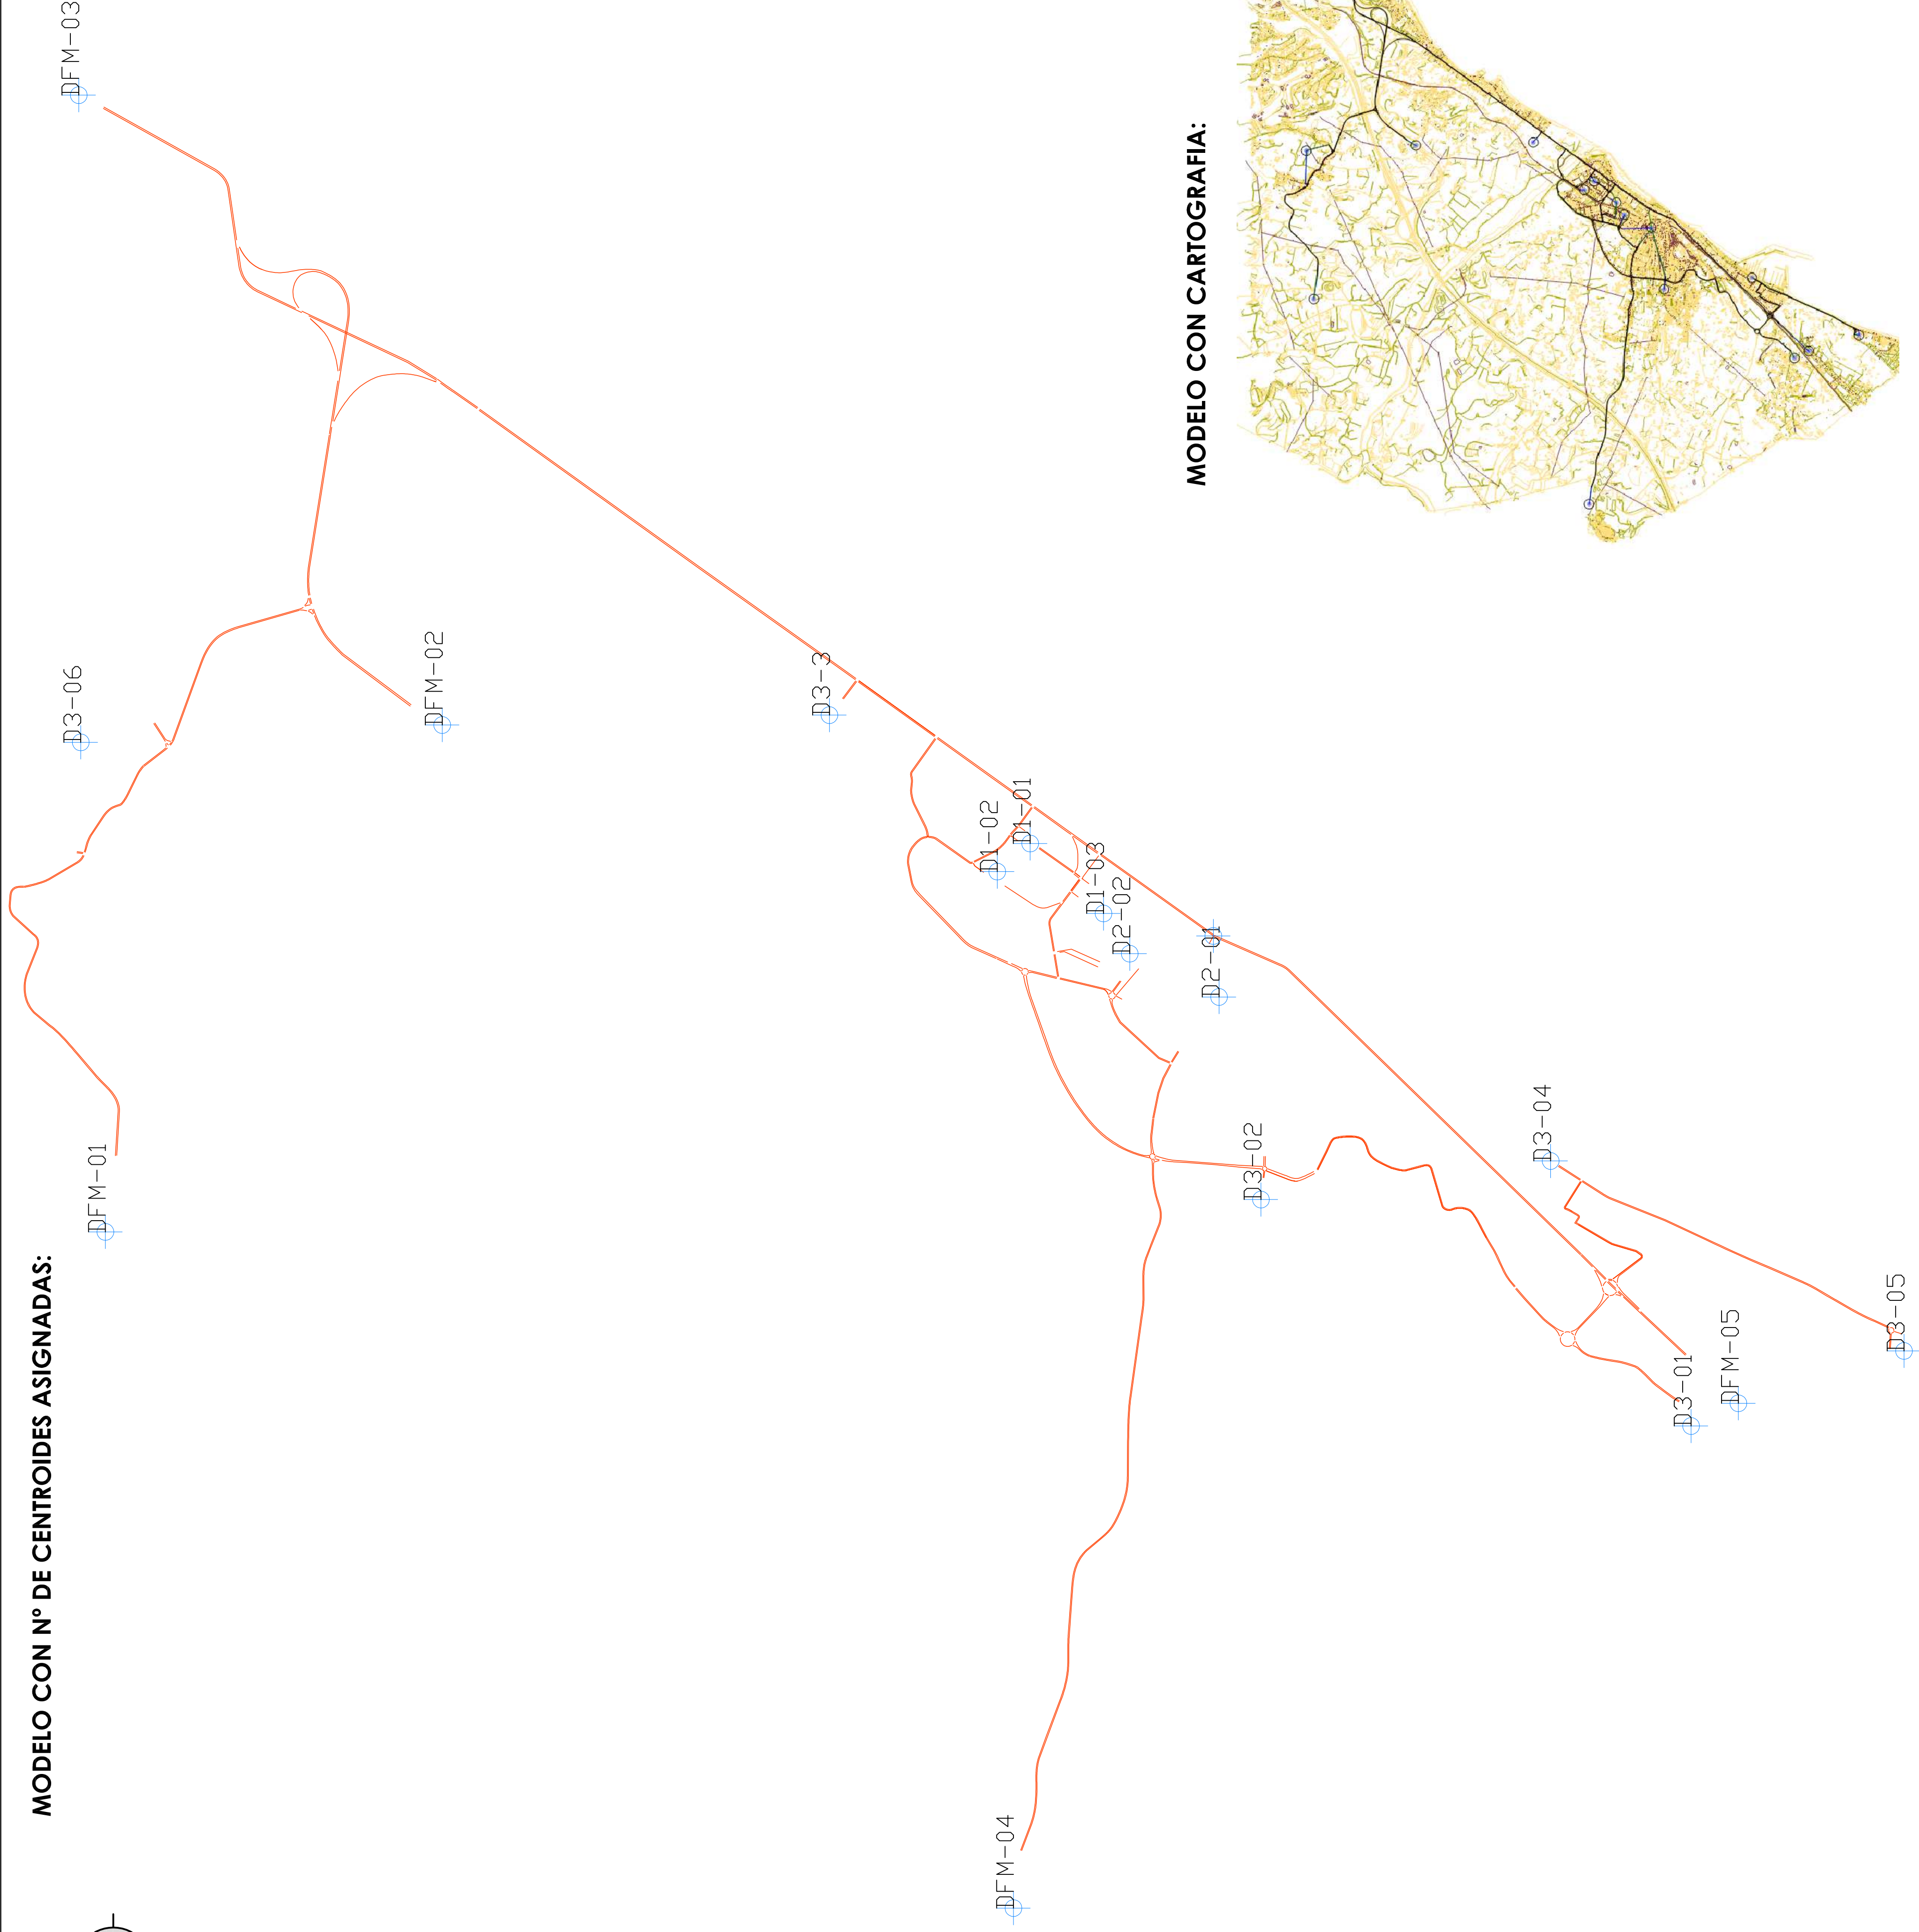 MODELO CON Nº DE CENTROIDES ASIGNADAS:
MODELO CON CARTOGRAFIA:
DFM-03
D3-06
DFM-02
D3-3
D1-02
D1-01
D1-03
D2-02
D2-01
DFM-01
D3-02
D3-04
D3-05
D3-01
DFM-05
DFM-04